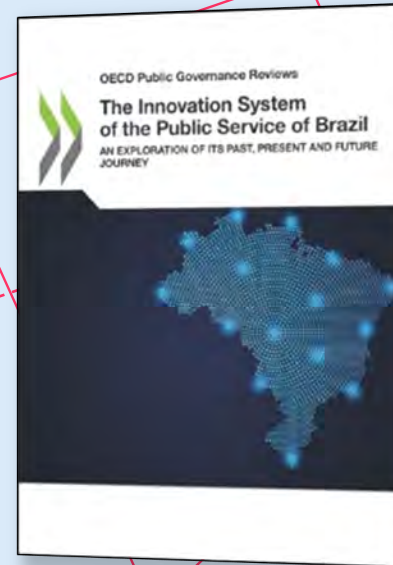 OECD Public Governance Reviews
The Innovation System
of the Public Service of Brazil
AN EXPLORATION OF ITS PAST, PRESENT AND FUTURE
JOURNEY